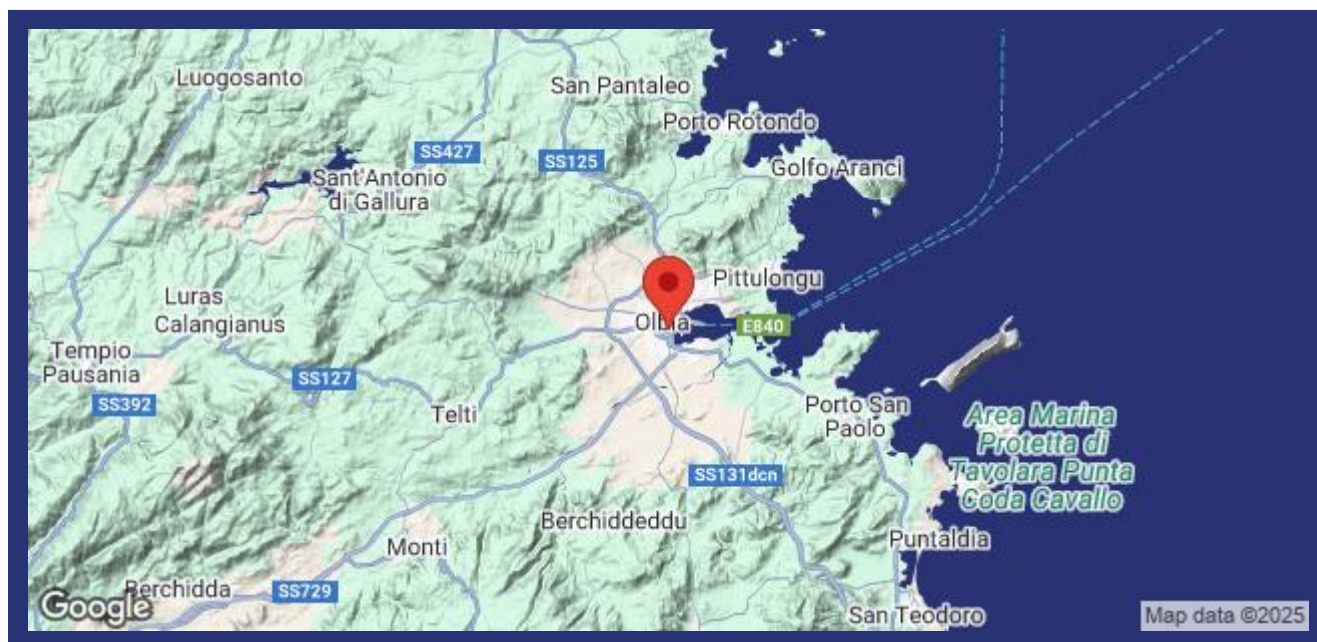 Luogosanto
San Pantaleo
Porto Rotondo
SS427
SS125
Golfo Aranci
Sant'Antonio
di Gallura
Pittulongu
Luras
Calangianus
Olbia
E840
Tempio
Pausania
SS127
SS392
Telti
Porto San
Paolo
Area Marina
Protetta di
Tavolara Punta
Coda Cavallo
SS131dcn
Berchiddeddu
Puntaldia
Monti
Berchidda
SS729
Google
San Teodoro
Map data ©2025